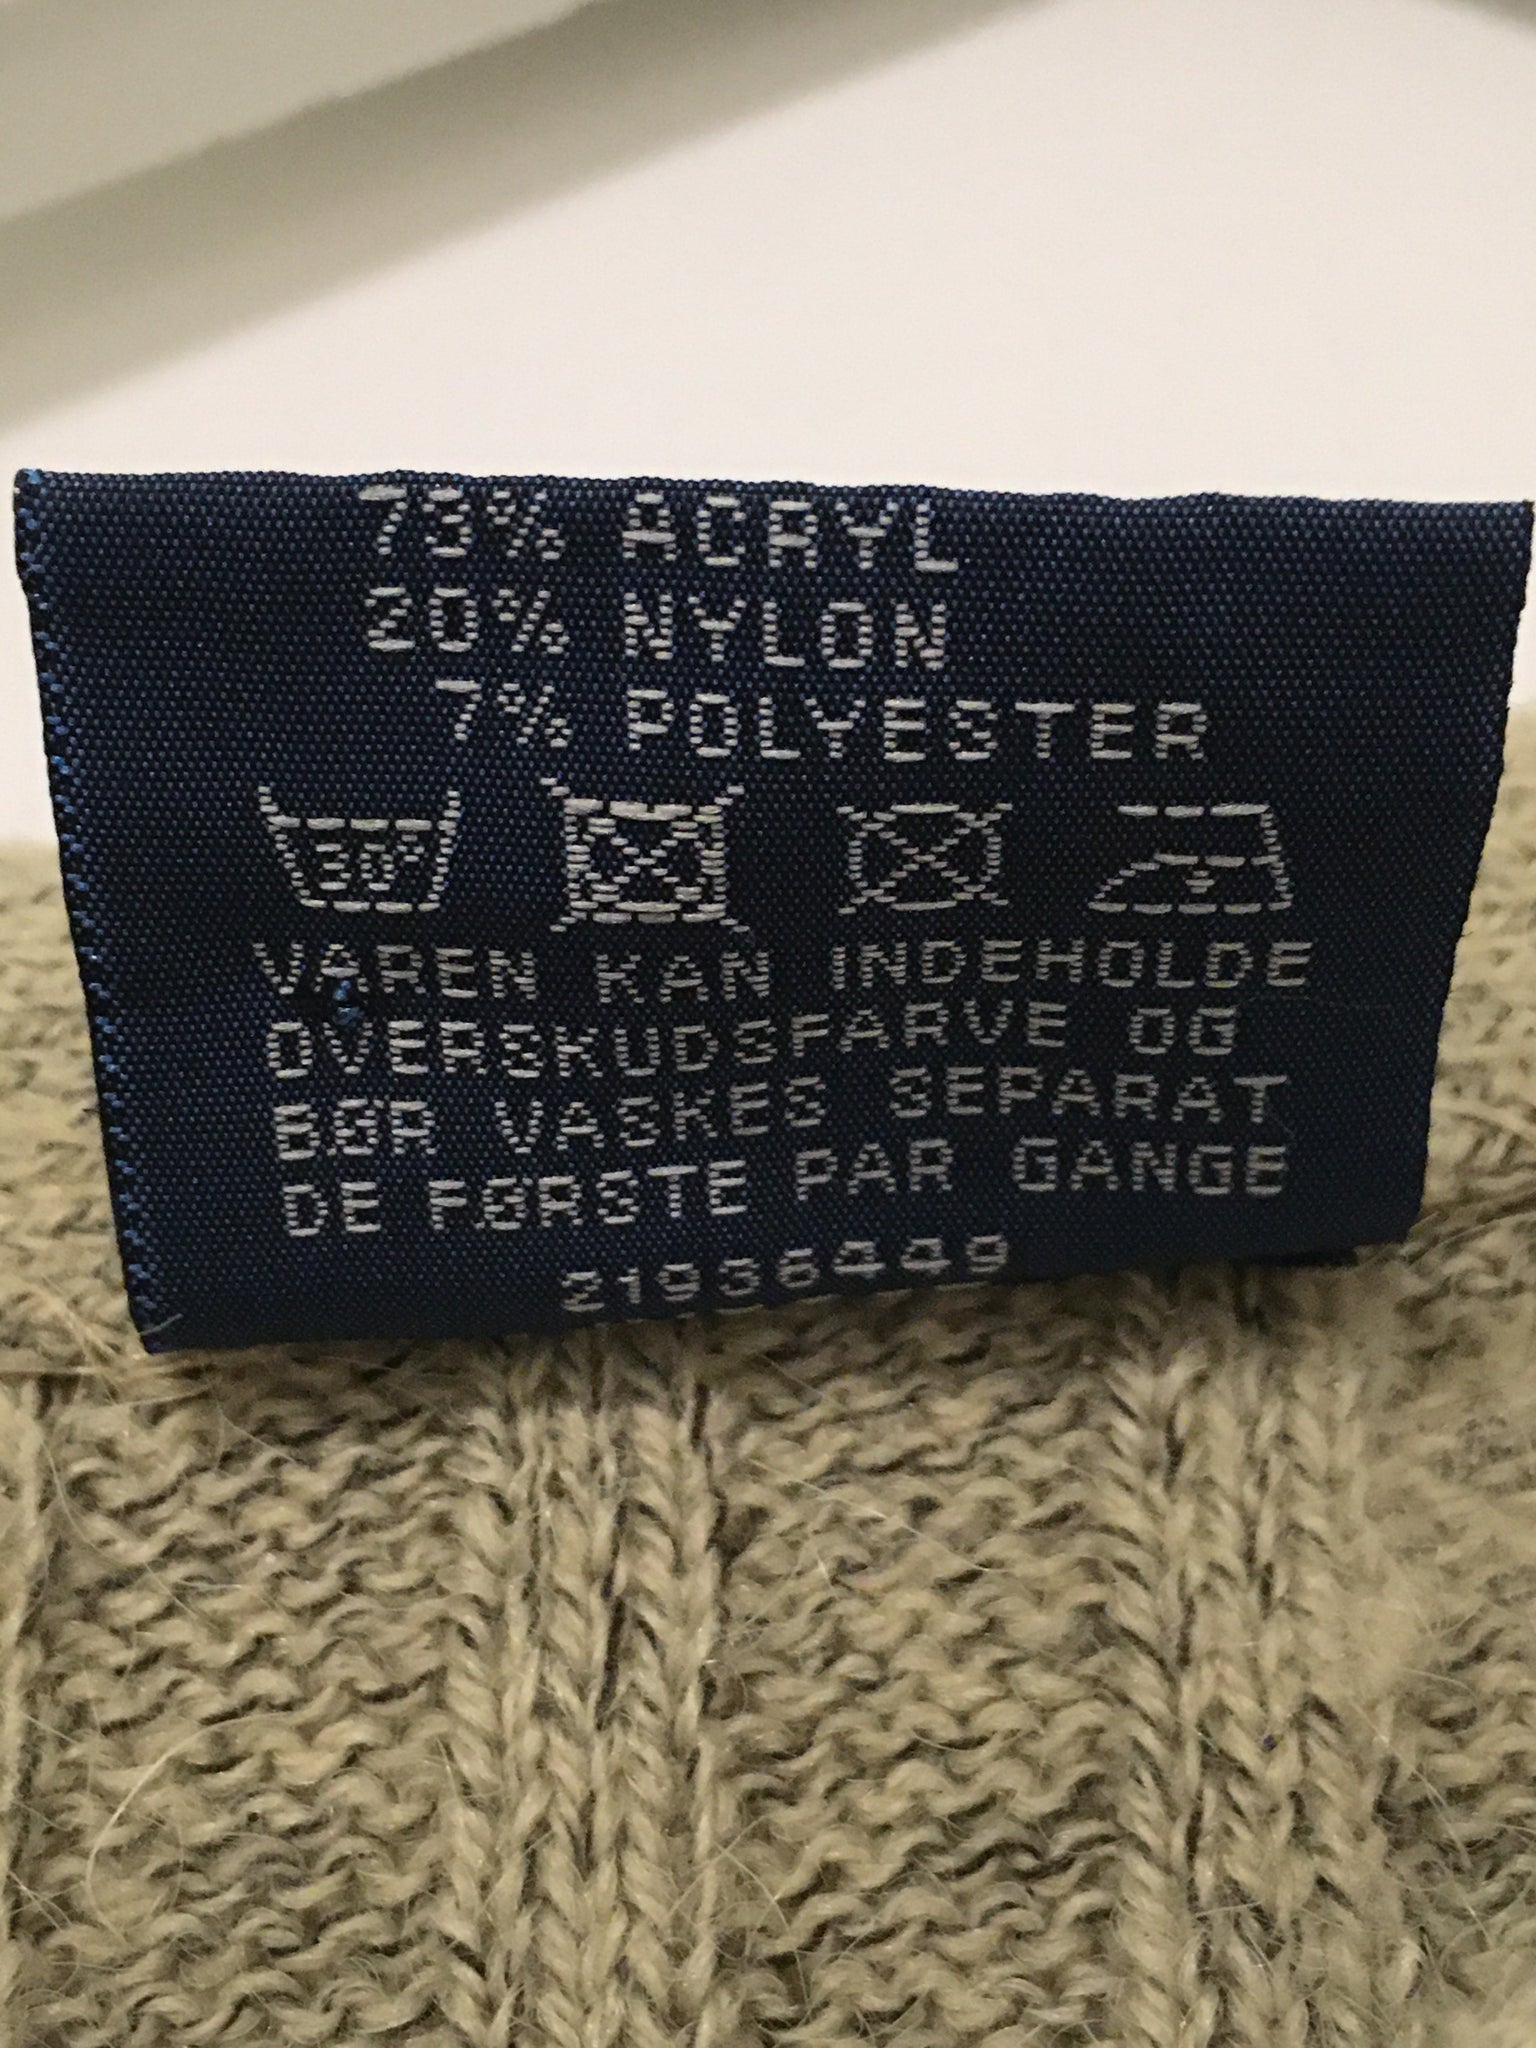 73% ACRYL
20% NYLON
7% POLYESTER
30°
VAREN KAN INDEHOLDE
OVERSKUDSFARVE OG
BØR VASKES SEPARAT
DE FØRSTE PAR GANGE
21936449